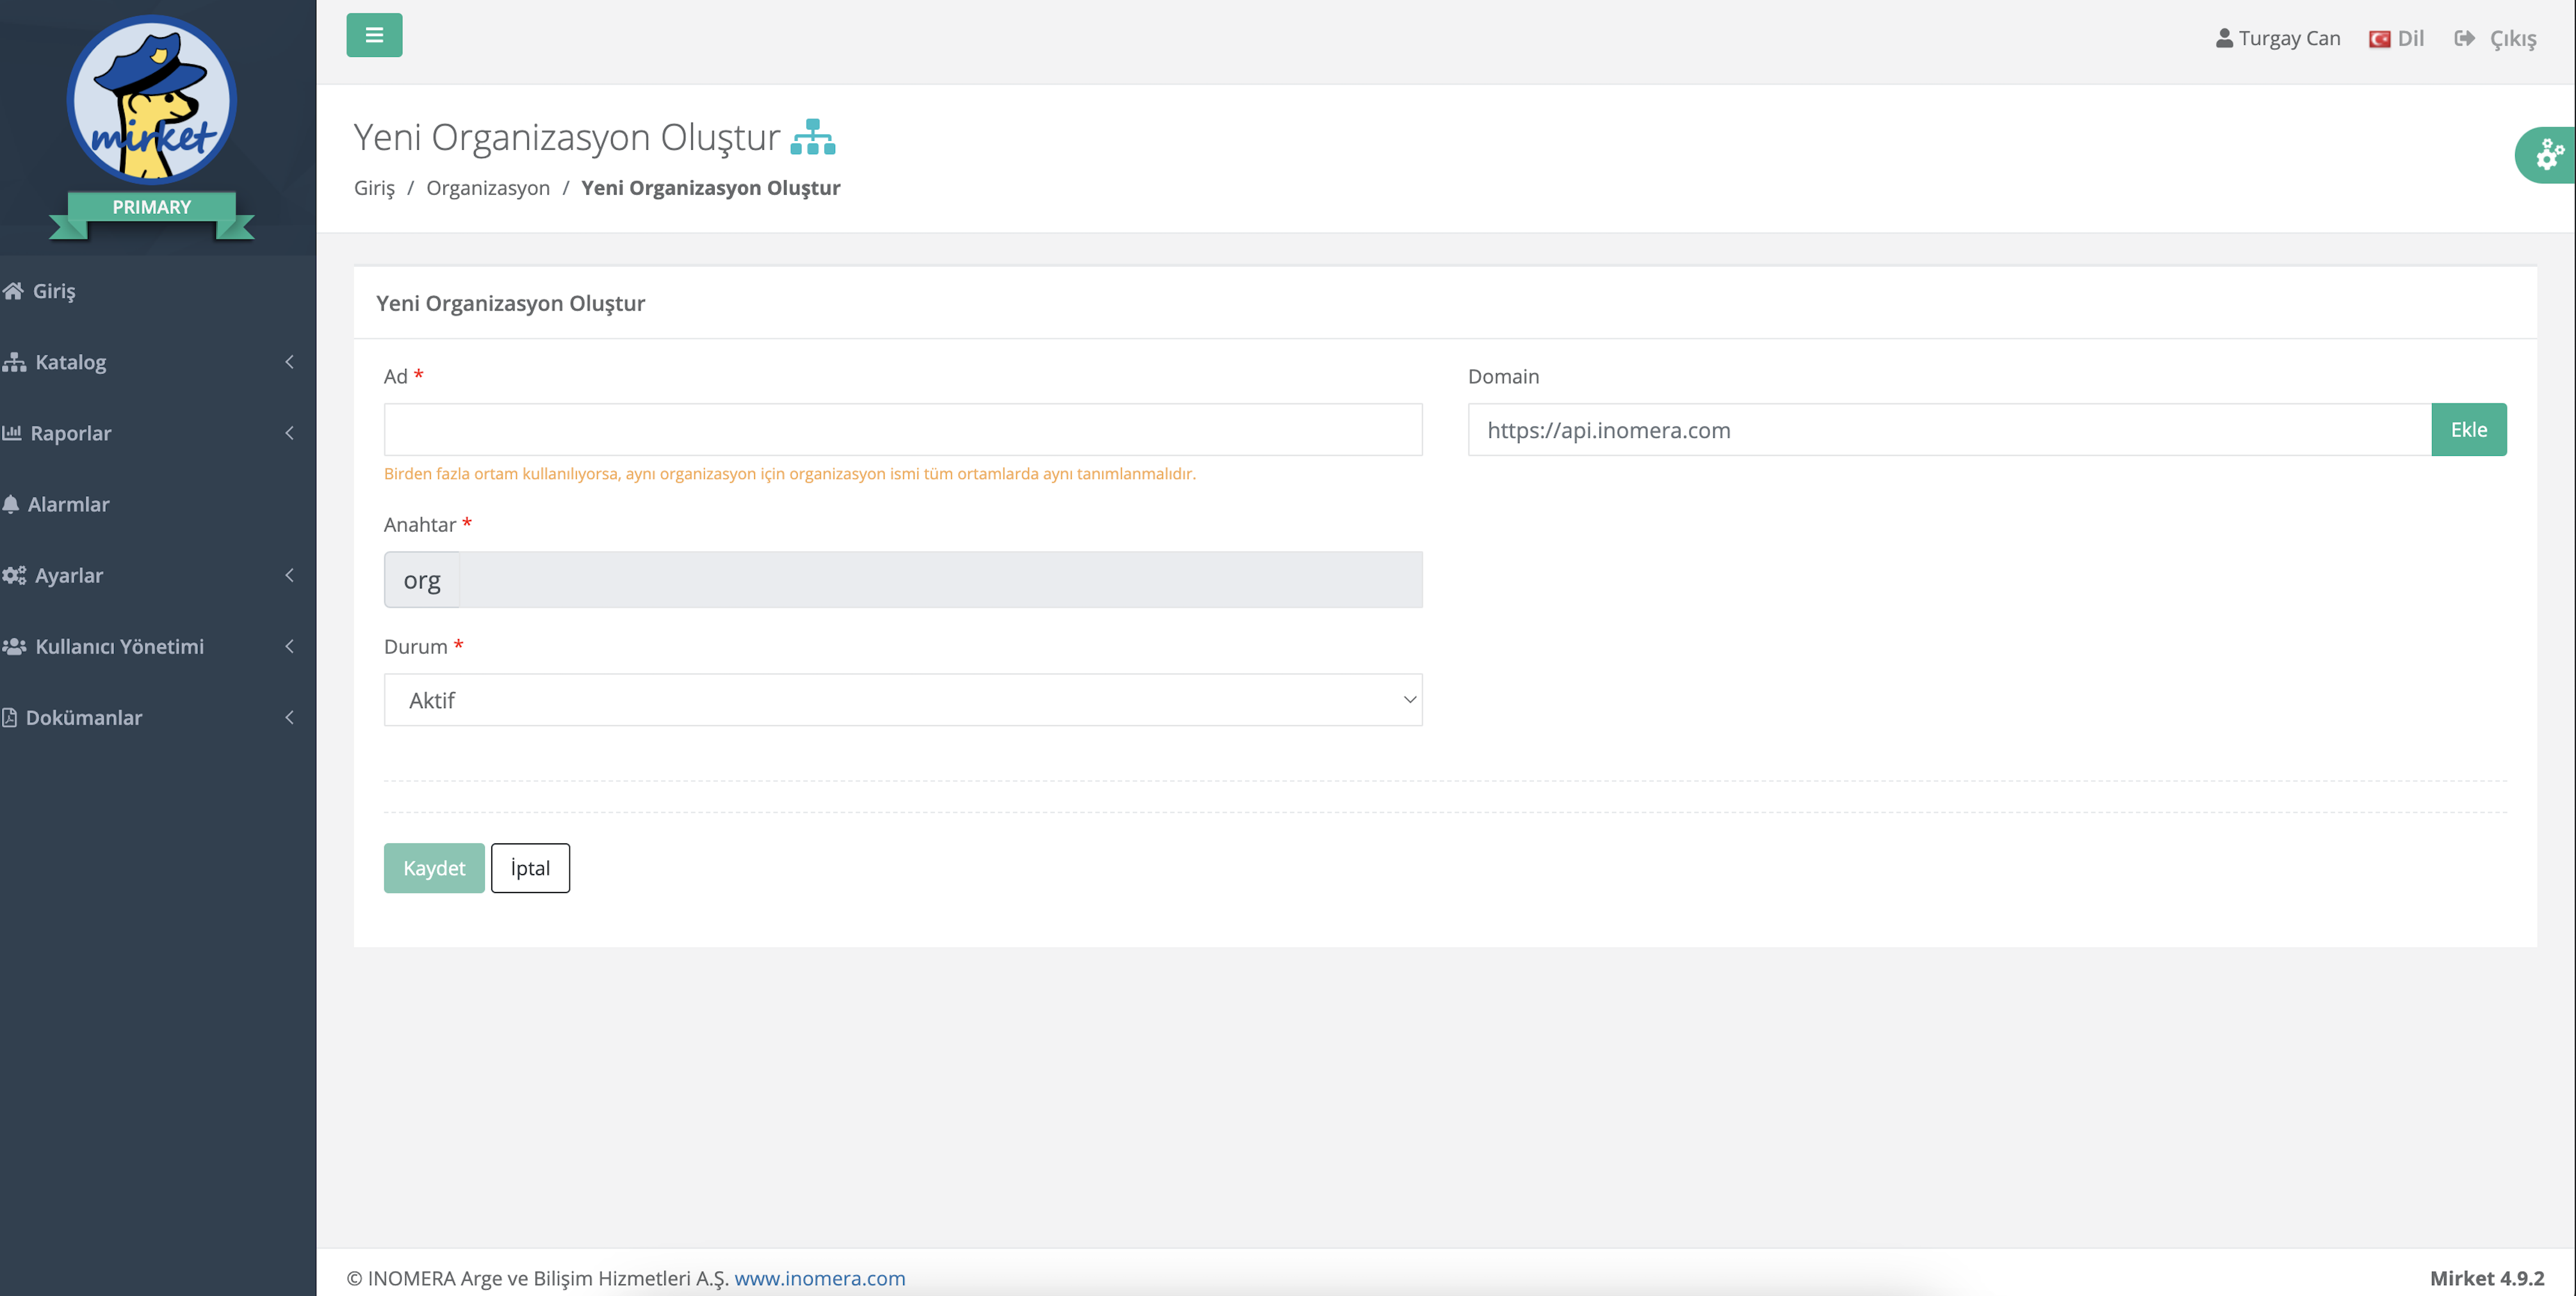 mirket
PRIMARY
Giriş
Katalog
Raporlar
Alarmlar
Ayarlar
Kullanıcı Yönetimi
Dokümanlar
Turgay Can Dil Çıkış
Yeni Organizasyon Oluştur
Giriş / Organizasyon / Yeni Organizasyon Oluştur
Yeni Organizasyon Oluştur
Ad *
Birden fazla ortam kullanılıyorsa, aynı organizasyon için organizasyon ismi tüm ortamlarda aynı tanımlanmalıdır.
Anahtar *
org
Durum *
Aktif
Domain
https://api.inomera.com Ekle
Kaydet İptal
© INOMERA Arge ve Bilişim Hizmetleri A.Ş. www.inomera.com
Mirket 4.9.2